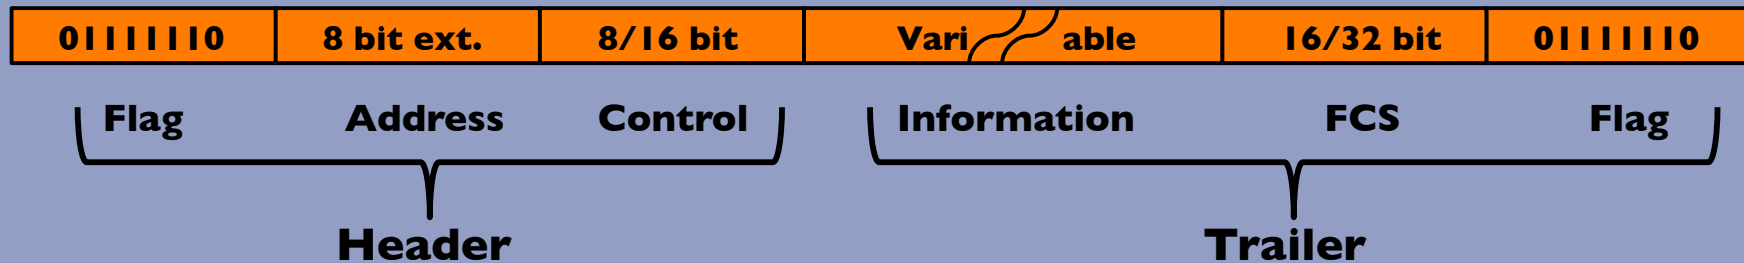 01111110 8 bit ext. 8/16 bit Vari able 16/32 bit 01111110
Flag Address Control Information FCS Flag
Header Trailer